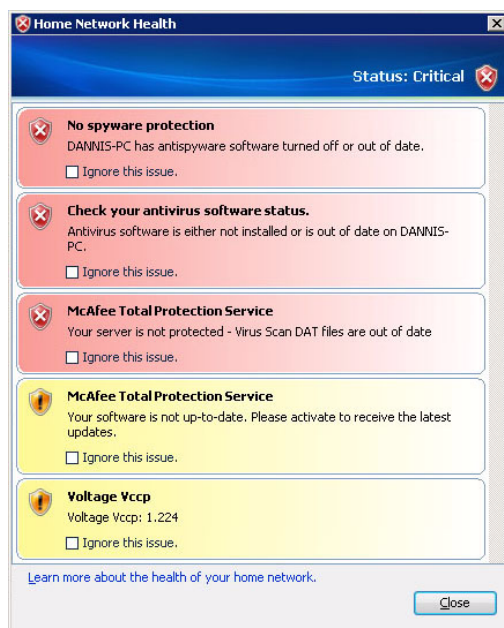 Home Network Health
Status: Critical
No spyware protection
DANNIS-PC has antispyware software turned off or out of date.
Ignore this issue.
Check your antivirus software status.
Antivirus software is either not installed or is out of date on DANNIS-
PC.
Ignore this issue.
McAfee Total Protection Service
Your server is not protected - Virus Scan DAT files are out of date
Ignore this issue.
McAfee Total Protection Service
Your software is not up-to-date. Please activate to receive the latest
updates.
Ignore this issue.
Voltage Vccp
Voltage Vccp: 1.224
Ignore this issue.
Learn more about the health of your home network.
Close